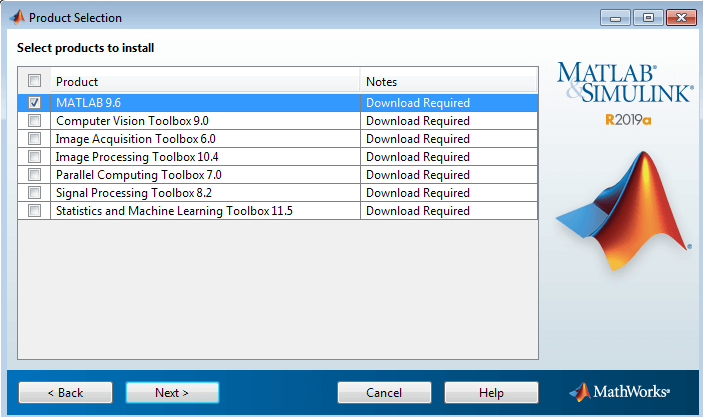 Product Selection
Select products to install
Product Notes
MATLAB 9.6 Download Required
Computer Vision Toolbox 9.0 Download Required
Image Acquisition Toolbox 6.0 Download Required
Image Processing Toolbox 10.4 Download Required
Parallel Computing Toolbox 7.0 Download Required
Signal Processing Toolbox 8.2 Download Required
Statistics and Machine Learning Toolbox 11.5 Download Required
MATLAB®
&SIMULINK®
R2019a
®
< Back Next > Cancel Help MathWorks®